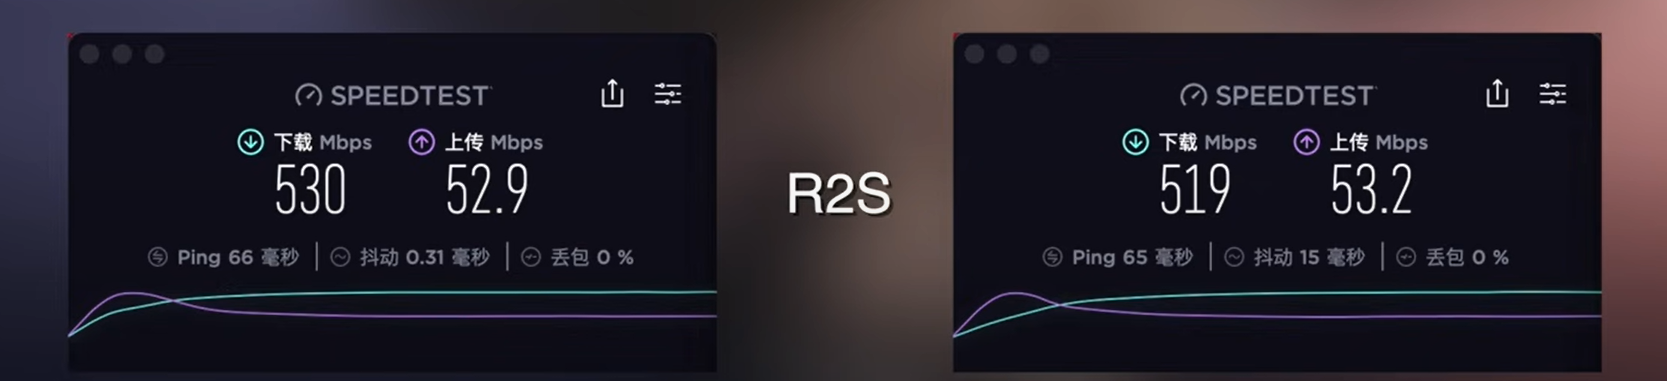 SPEEDTEST
下载 Mbps 上传 Mbps
530 52.9
Ping 66 毫秒 抖动 0.31 毫秒 丢包 0 %
R2S
SPEEDTEST
下载 Mbps 上传 Mbps
519 53.2
Ping 65 毫秒 抖动 15 毫秒 丢包 0 %